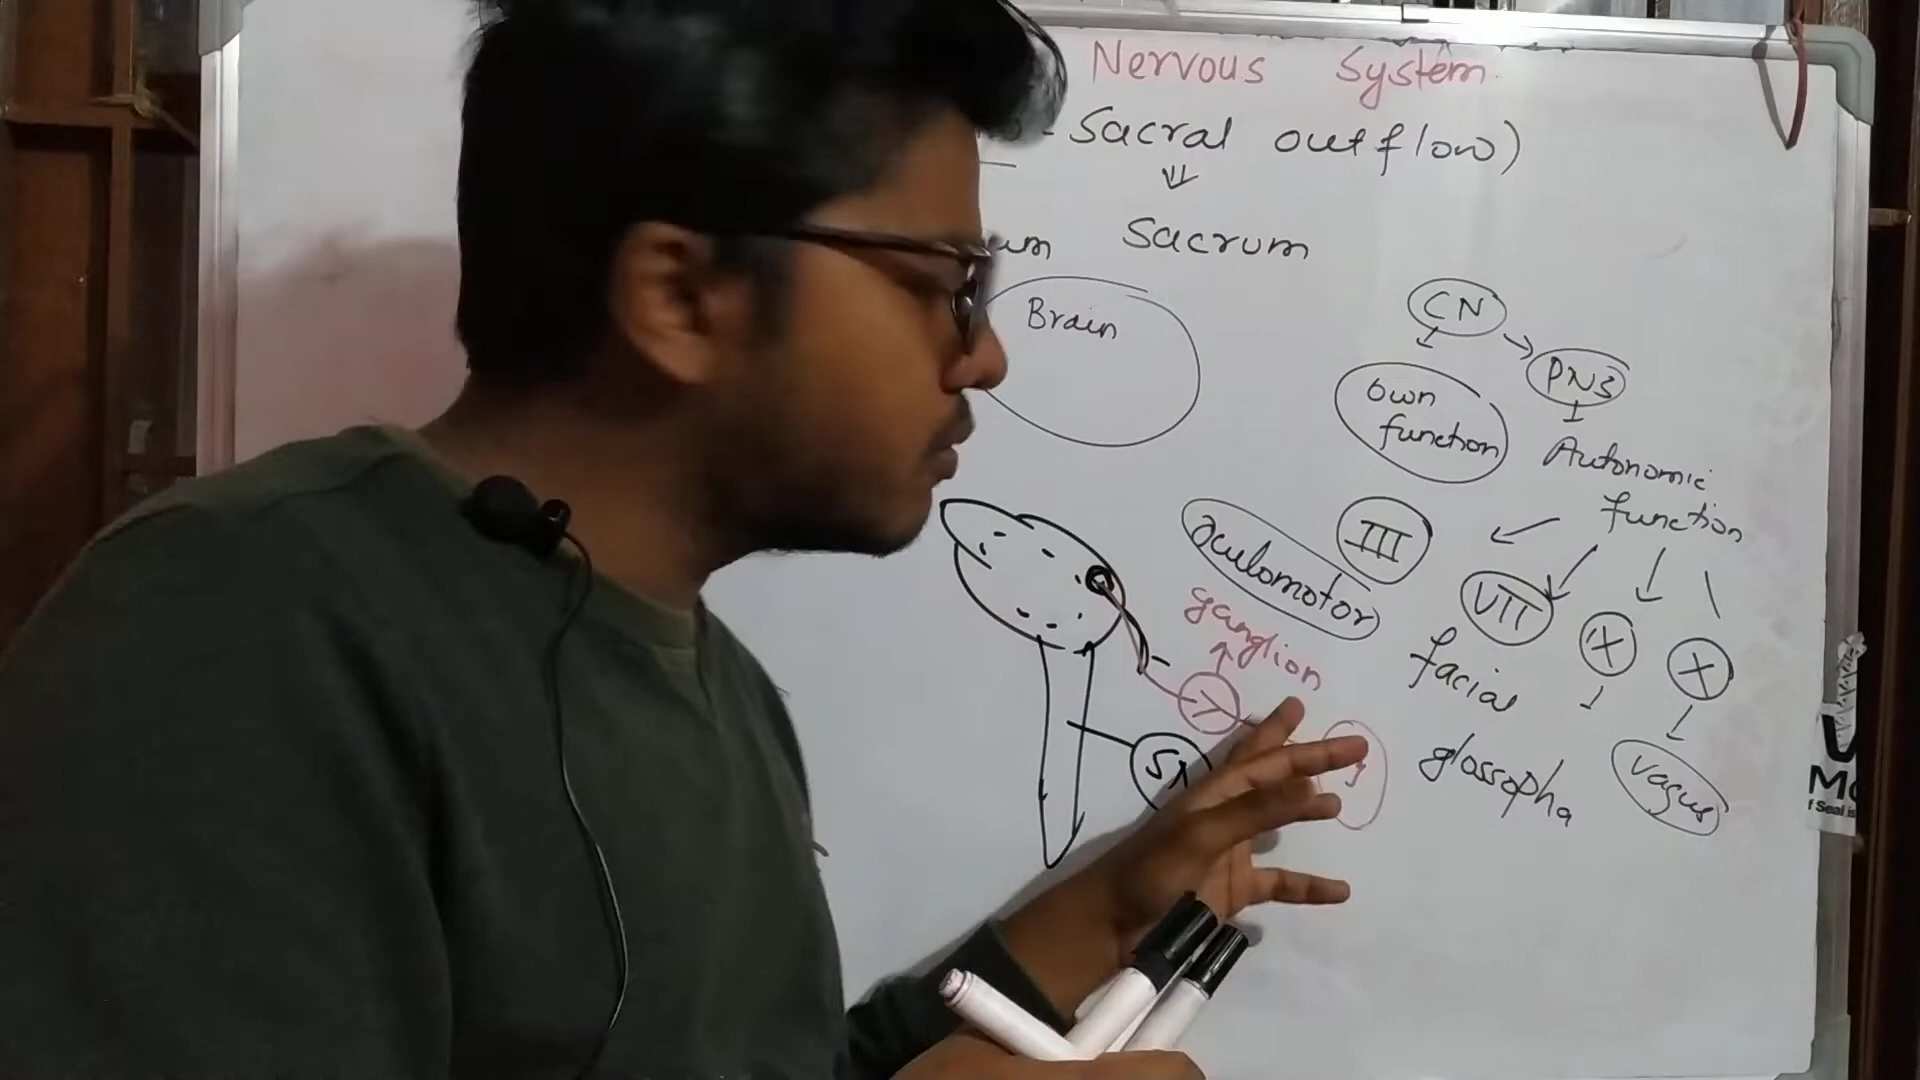 Nervous System
- Sacral outflow)
um Sacrum
Brain
CN
PNS
Own
function
Autonomic
function
III
oculomotor
VII
IX
X
ganglion
facial
SN
glossopha
vagus